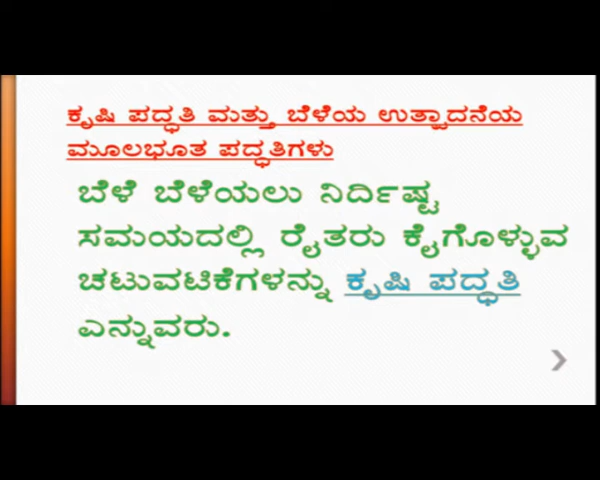 ಕೃಷಿ ಪದ್ಧತಿ ಮತ್ತು ಬೆಳೆಯ ಉತ್ಪಾದನೆಯ
ಮೂಲಭೂತ ಪದ್ಧತಿಗಳು
ಬೆಳೆ ಬೆಳೆಯಲು ನಿರ್ದಿಷ್ಟ
ಸಮಯದಲ್ಲಿ ರೈತರು ಕೈಗೊಳ್ಳುವ
ಚಟುವಟಿಕೆಗಳನ್ನು ಕೃಷಿ ಪದ್ಧತಿ
ಎನ್ನುವರು.